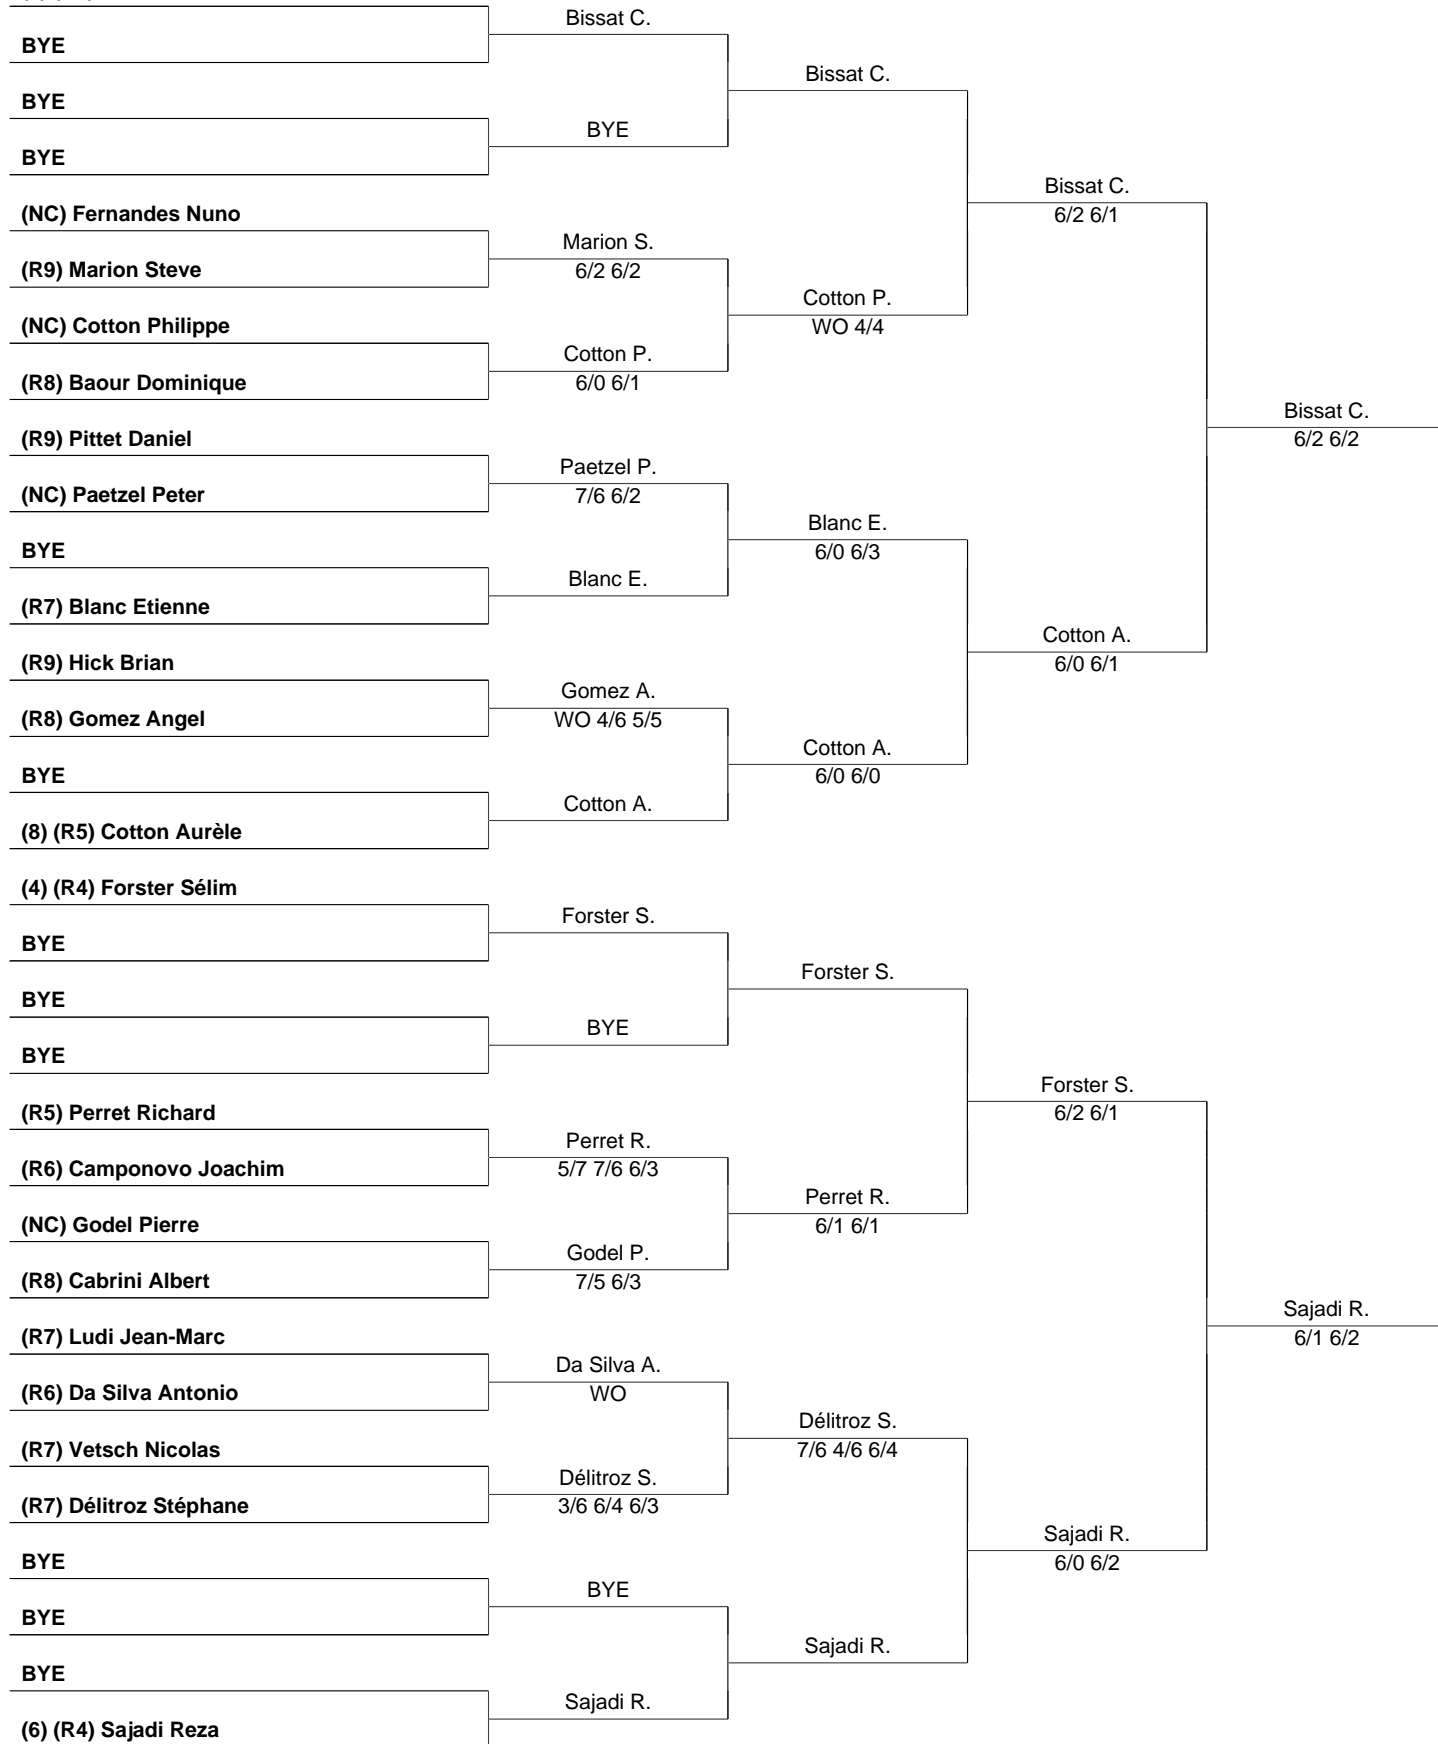 Bissat C.
BYE
Bissat C.
BYE
BYE
BYE
Bissat C.
(NC) Fernandes Nuno
6/2 6/1
Marion S.
(R9) Marion Steve
6/2 6/2
Cotton P.
(NC) Cotton Philippe
WO 4/4
Cotton P.
(R8) Baour Dominique
6/0 6/1
Bissat C.
(R9) Pittet Daniel
6/2 6/2
Paetzel P.
(NC) Paetzel Peter
7/6 6/2
Blanc E.
BYE
6/0 6/3
Blanc E.
(R7) Blanc Etienne
Cotton A.
(R9) Hick Brian
6/0 6/1
Gomez A.
(R8) Gomez Angel
WO 4/6 5/5
Cotton A.
BYE
6/0 6/0
Cotton A.
(8) (R5) Cotton Aurèle
(4) (R4) Forster Sélim
Forster S.
BYE
Forster S.
BYE
BYE
BYE
Forster S.
(R5) Perret Richard
6/2 6/1
Perret R.
(R6) Camponovo Joachim
5/7 7/6 6/3
Perret R.
(NC) Godel Pierre
6/1 6/1
Godel P.
(R8) Cabrini Albert
7/5 6/3
Sajadi R.
(R7) Ludi Jean-Marc
6/1 6/2
Da Silva A.
(R6) Da Silva Antonio
WO
Délitroz S.
(R7) Vetsch Nicolas
7/6 4/6 6/4
Délitroz S.
(R7) Délitroz Stéphane
3/6 6/4 6/3
Sajadi R.
BYE
6/0 6/2
BYE
BYE
Sajadi R.
BYE
Sajadi R.
(6) (R4) Sajadi Reza